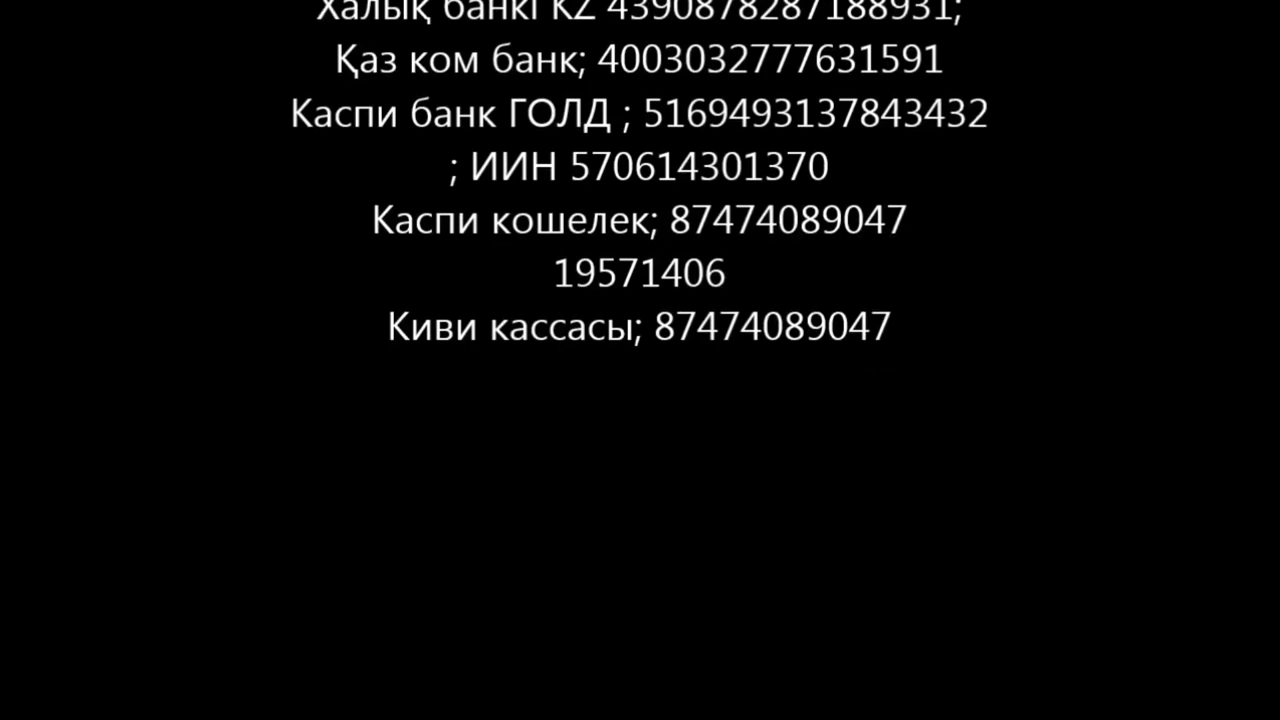 Халық банкі KZ 4390878287188931;
Қаз ком банк; 4003032777631591
Каспи банк ГОЛД ; 5169493137843432
; ИИН 570614301370
Каспи кошелек; 87474089047
19571406
Киви кассасы; 87474089047